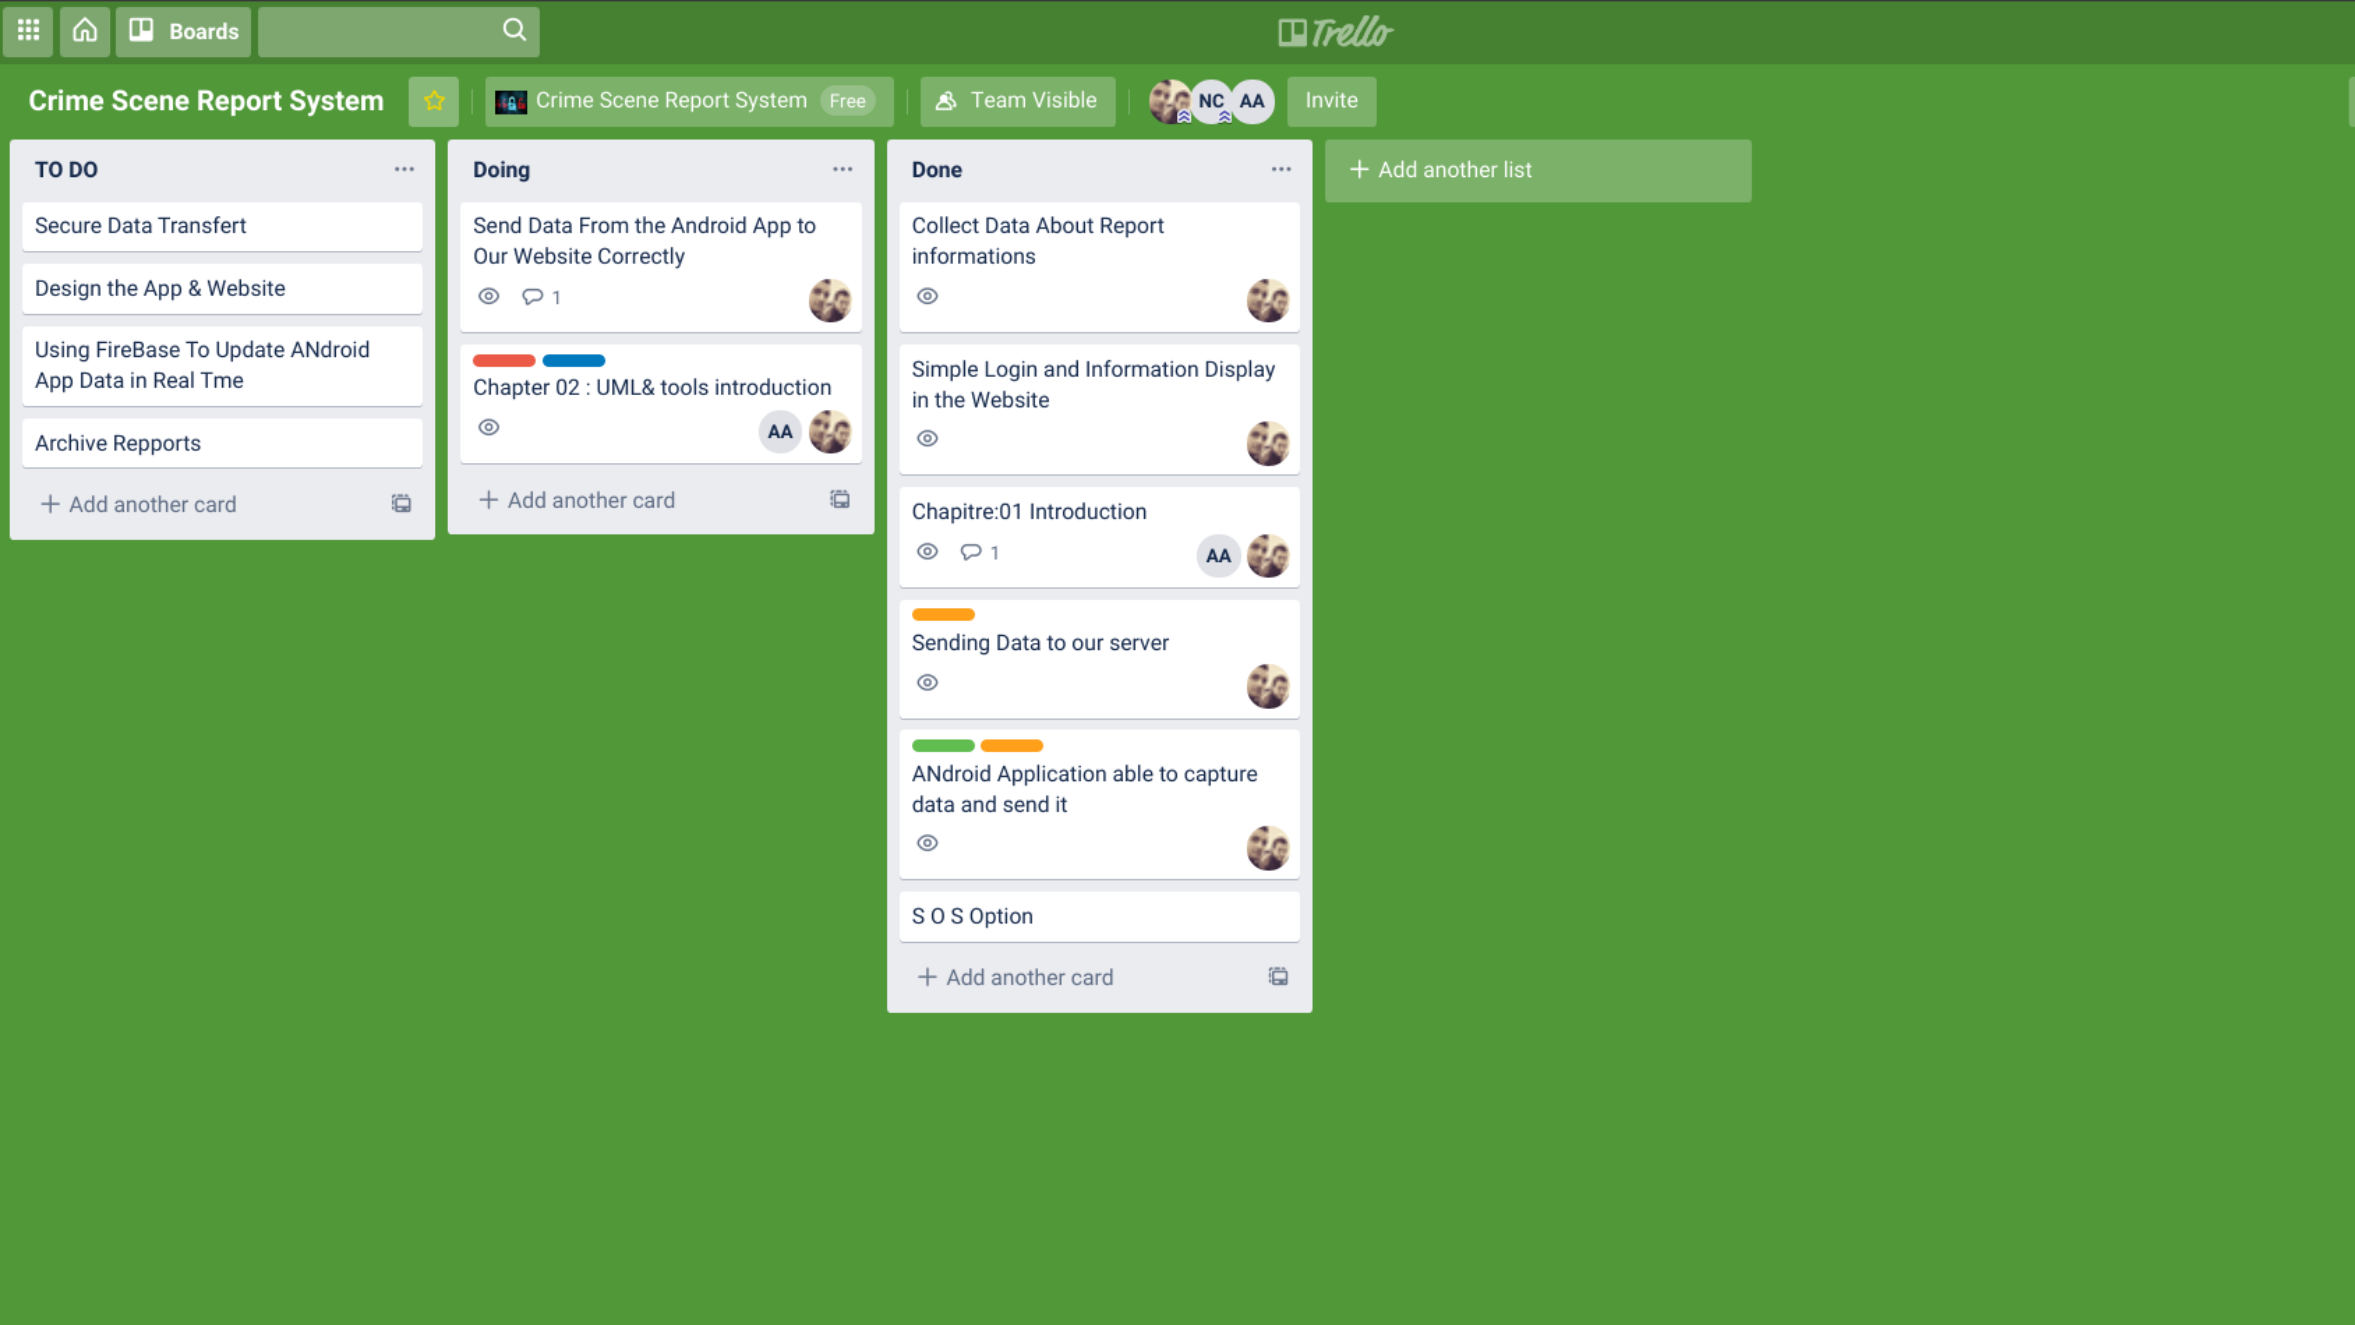 Boards
Trello
Crime Scene Report System
Crime Scene Report System Free
Team Visible
NC
AA
Invite
TO DO
Secure Data Transfert
Design the App & Website
Using FireBase To Update ANdroid
App Data in Real Tme
Archive Repports
Add another card
Doing
Send Data From the Android App to
Our Website Correctly
1
Chapter 02 : UML& tools introduction
AA
Add another card
Done
Collect Data About Report
informations
Simple Login and Information Display
in the Website
Chapitre:01 Introduction
1
AA
Sending Data to our server
ANdroid Application able to capture
data and send it
S O S Option
Add another card
Add another list